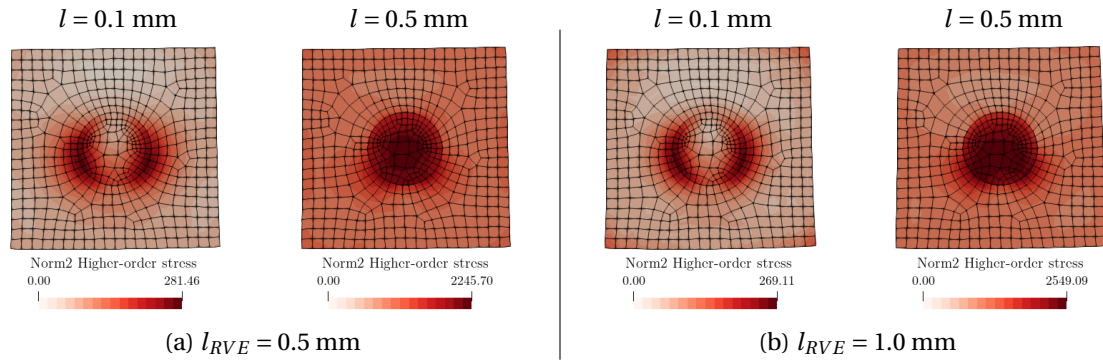 l = 0.1 mm l = 0.5 mm l = 0.1 mm l = 0.5 mm
Norm2 Higher-order stress Norm2 Higher-order stress Norm2 Higher-order stress Norm2 Higher-order stress
0.00 281.46 0.00 2245.70 0.00 269.11 0.00 2549.09
(a) l_RVE = 0.5 mm (b) l_RVE = 1.0 mm